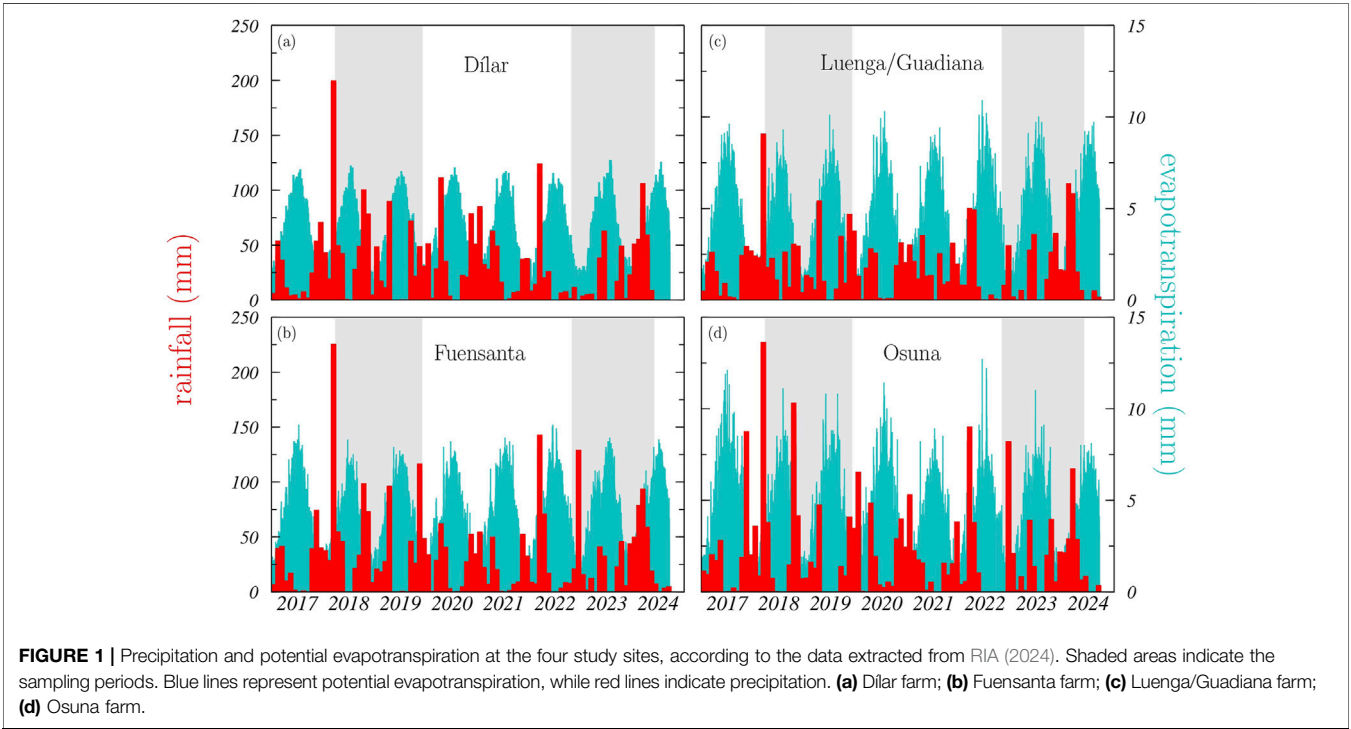 250
200
150
100
50
0
(a)
Dílar
(c)
Luenga/Guadiana
15
10
5
0
rainfall (mm)
evapotranspiration (mm)
250
200
150
100
50
0
(b)
Fuensanta
(d)
Osuna
15
10
5
0
2017 2018 2019 2020 2021 2022 2023 2024
2017 2018 2019 2020 2021 2022 2023 2024
FIGURE 1 | Precipitation and potential evapotranspiration at the four study sites, according to the data extracted from RIA (2024). Shaded areas indicate the
sampling periods. Blue lines represent potential evapotranspiration, while red lines indicate precipitation. (a) Dílar farm; (b) Fuensanta farm; (c) Luenga/Guadiana farm;
(d) Osuna farm.